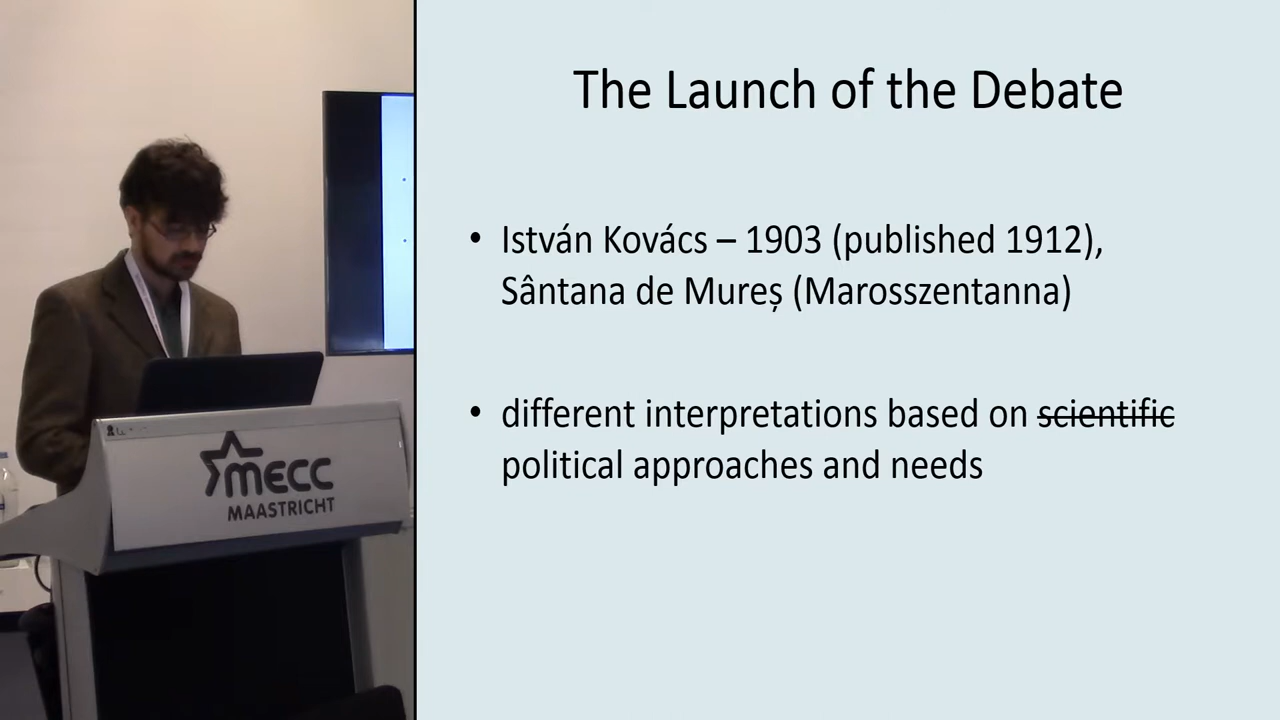 The Launch of the Debate
• István Kovács – 1903 (published 1912),
Sântana de Mureș (Marosszentanna)
• different interpretations based on scientific
political approaches and needs
mecc
MAASTRICHT